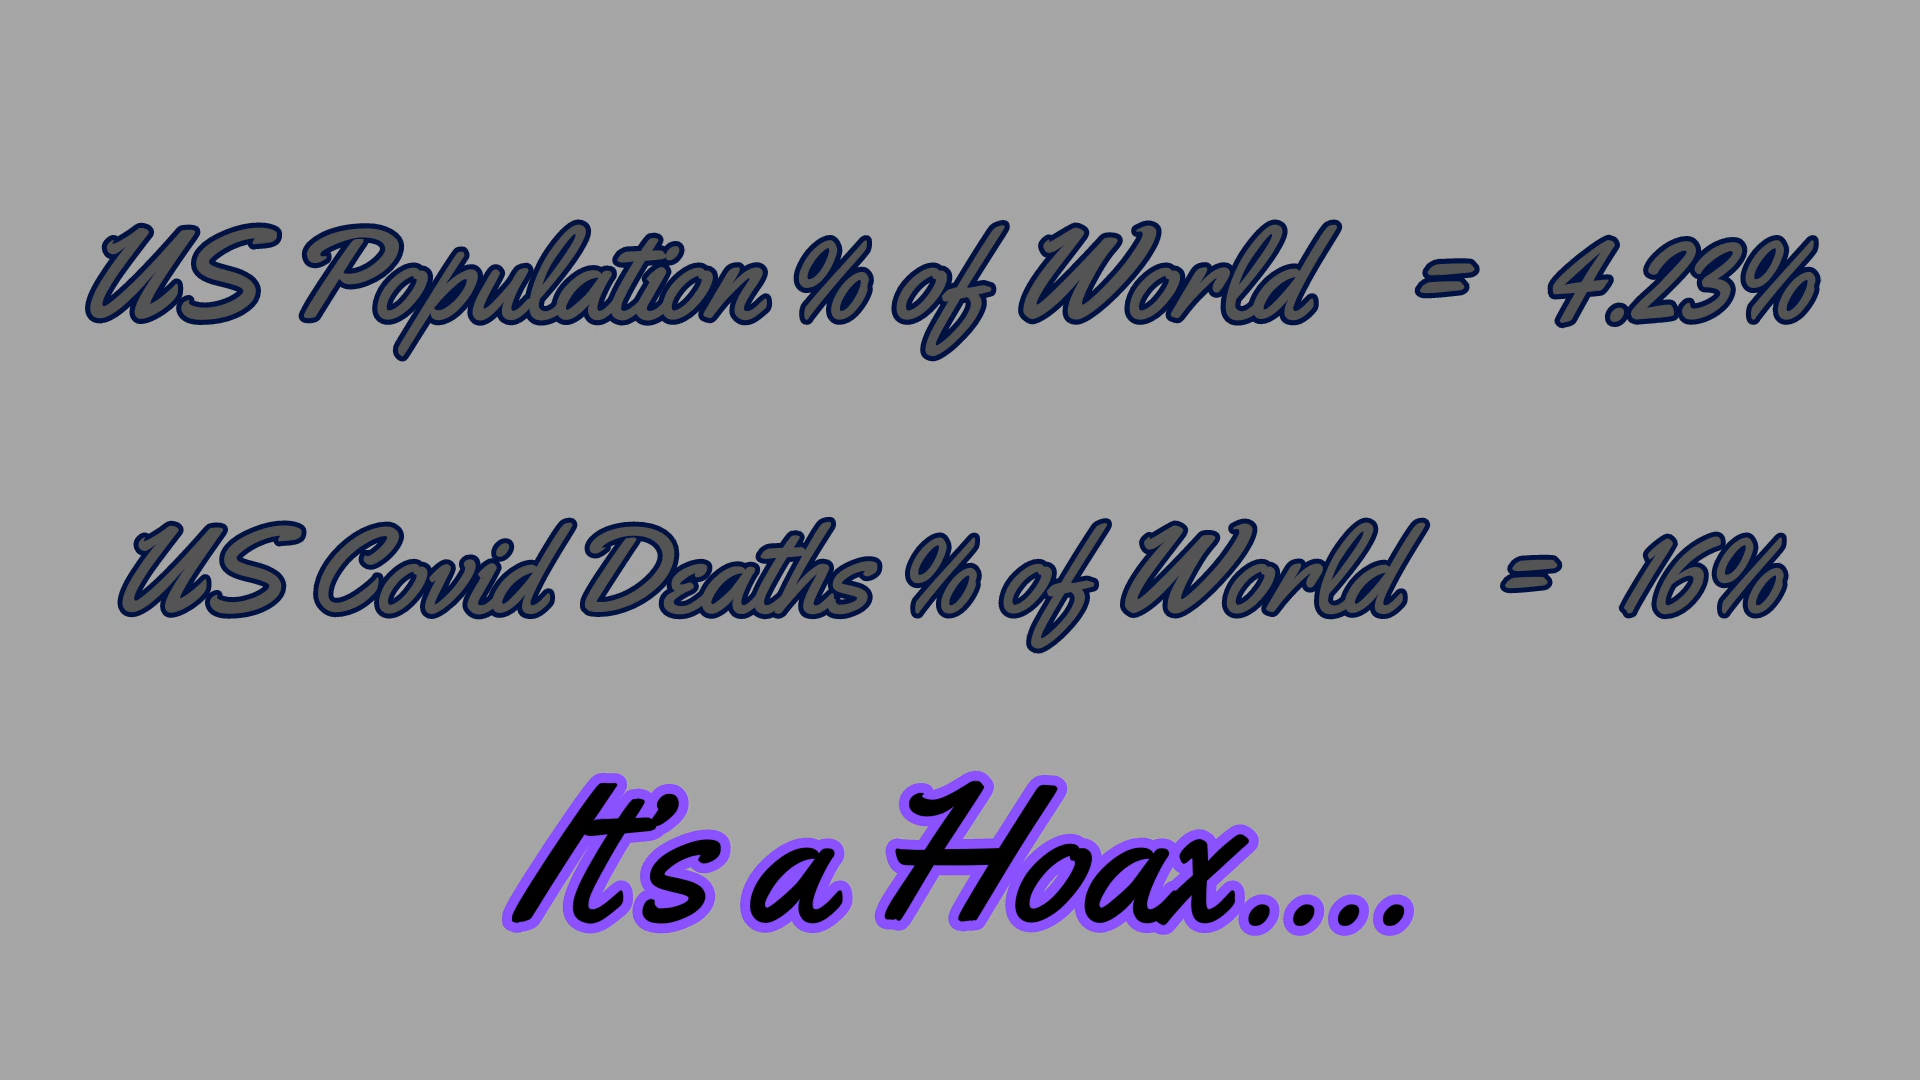 US Population % of World = 4.23%
US Covid Deaths % of World = 16%
It's a Hoax....